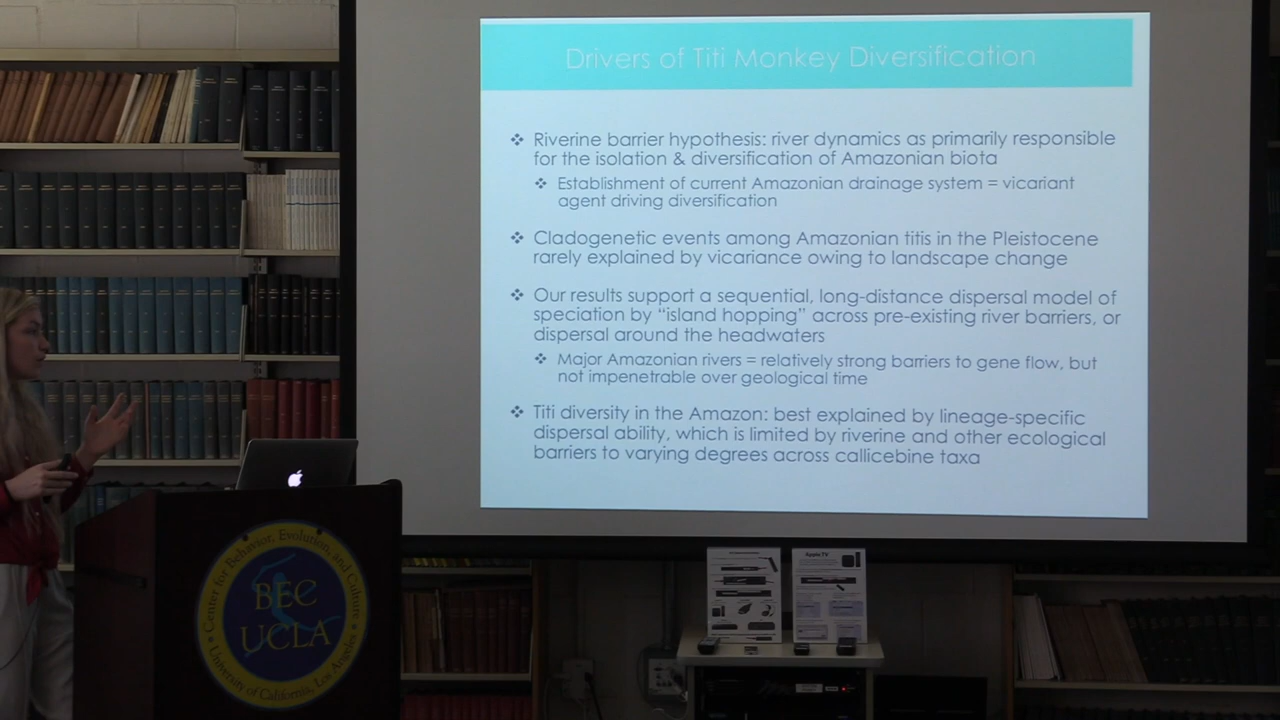 Drivers of Titi Monkey Diversification
❖ Riverine barrier hypothesis: river dynamics as primarily responsible
for the isolation & diversification of Amazonian biota
❖ Establishment of current Amazonian drainage system = vicariant
agent driving diversification
❖ Cladogenetic events among Amazonian titis in the Pleistocene
rarely explained by vicariance owing to landscape change
❖ Our results support a sequential, long-distance dispersal model of
speciation by “island hopping” across pre-existing river barriers, or
dispersal around the headwaters
❖ Major Amazonian rivers = relatively strong barriers to gene flow, but
not impenetrable over geological time
❖ Titi diversity in the Amazon: best explained by lineage-specific
dispersal ability, which is limited by riverine and other ecological
barriers to varying degrees across callicebine taxa
Center for Behavior, Evolution, and Culture
BEC
UCLA
University of California, Los Angeles
Apple TV